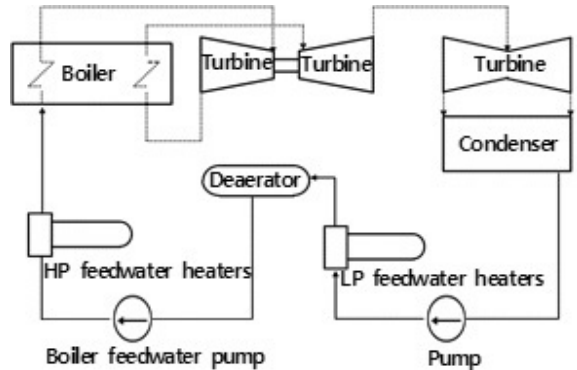 Boiler
Turbine
Turbine
Turbine
Condenser
Deaerator
HP feedwater heaters
LP feedwater heaters
Boiler feedwater pump
Pump